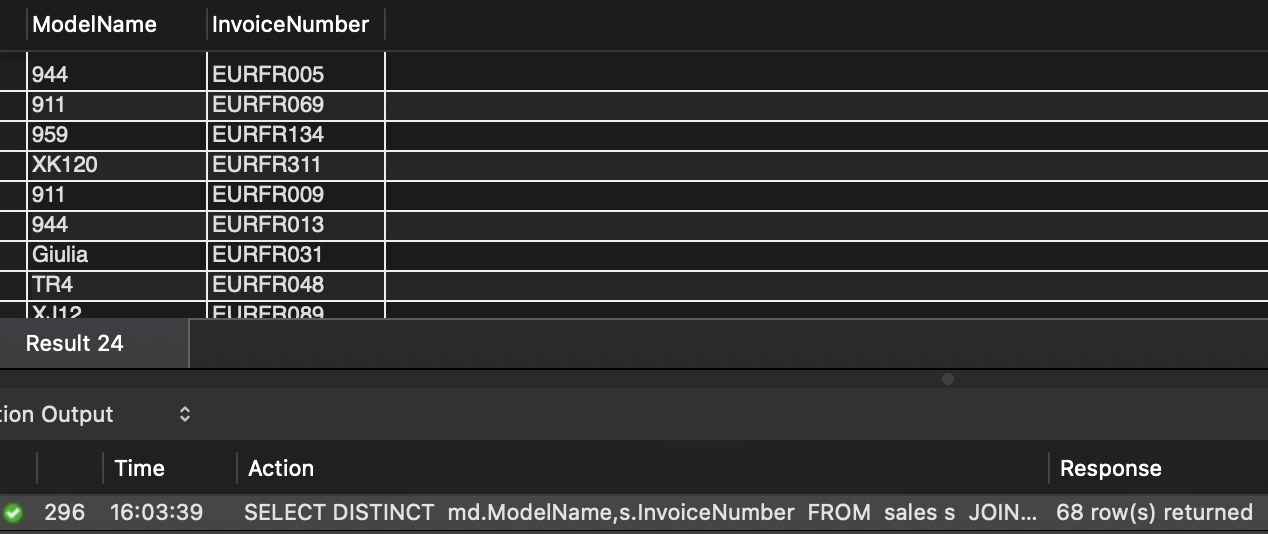 ModelName InvoiceNumber
944 EURFR005
911 EURFR069
959 EURFR134
XK120 EURFR311
911 EURFR009
944 EURFR013
Giulia EURFR031
TR4 EURFR048
XJ12 EURFR089
Result 24
tion Output
Time Action Response
296 16:03:39 SELECT DISTINCT md.ModelName,s.InvoiceNumber FROM sales s JOIN... 68 row(s) returned